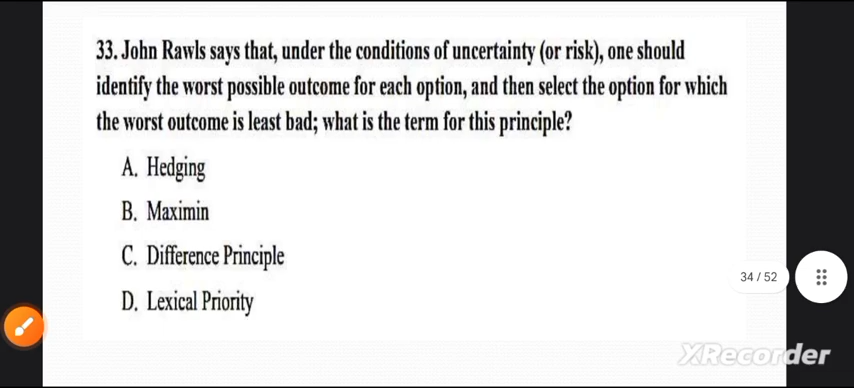 33. John Rawls says that, under the conditions of uncertainty (or risk), one should
identify the worst possible outcome for each option, and then select the option for which
the worst outcome is least bad; what is the term for this principle?
A. Hedging
B. Maximin
C. Difference Principle
D. Lexical Priority
34 / 52
XRecorder